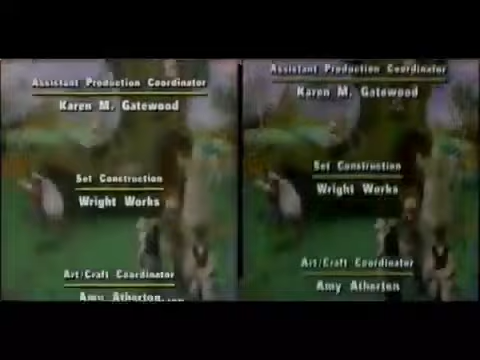 Assistant Production Coordinator
Karen M. Gatewood
Set Construction
Wright Works
Art/Craft Coordinator
Amy Atherton
Assistant Production Coordinator
Karen M. Gatewood
Set Construction
Wright Works
Art/Craft Coordinator
Amy Atherton